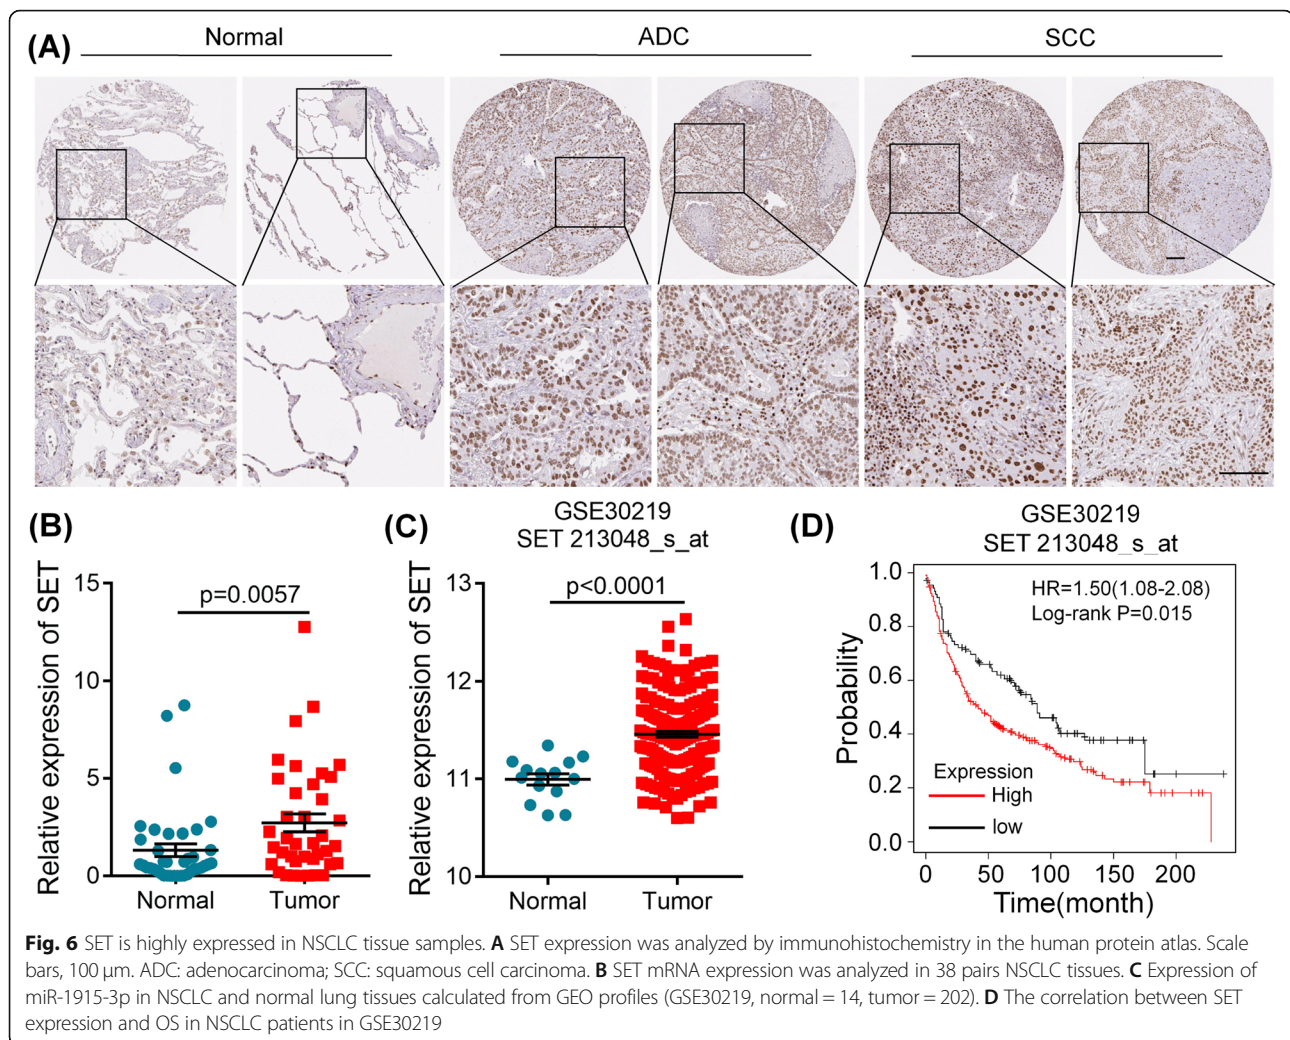 (A)
Normal
ADC
SCC
(B)
p=0.0057
Relative expression of SET
15
10
5
0
Normal
Tumor
(C)
GSE30219
SET 213048_s_at
p<0.0001
Relative expression of SET
13
12
11
10
Normal
Tumor
(D)
GSE30219
SET 213048_s_at
HR=1.50(1.08-2.08)
Log-rank P=0.015
Probability
1.0
0.8
0.6
0.4
0.2
0.0
Expression
High
low
0
50
100
150
200
Time(month)
Fig. 6 SET is highly expressed in NSCLC tissue samples. A SET expression was analyzed by immunohistochemistry in the human protein atlas. Scale
bars, 100 μm. ADC: adenocarcinoma; SCC: squamous cell carcinoma. B SET mRNA expression was analyzed in 38 pairs NSCLC tissues. C Expression of
miR-1915-3p in NSCLC and normal lung tissues calculated from GEO profiles (GSE30219, normal = 14, tumor = 202). D The correlation between SET
expression and OS in NSCLC patients in GSE30219